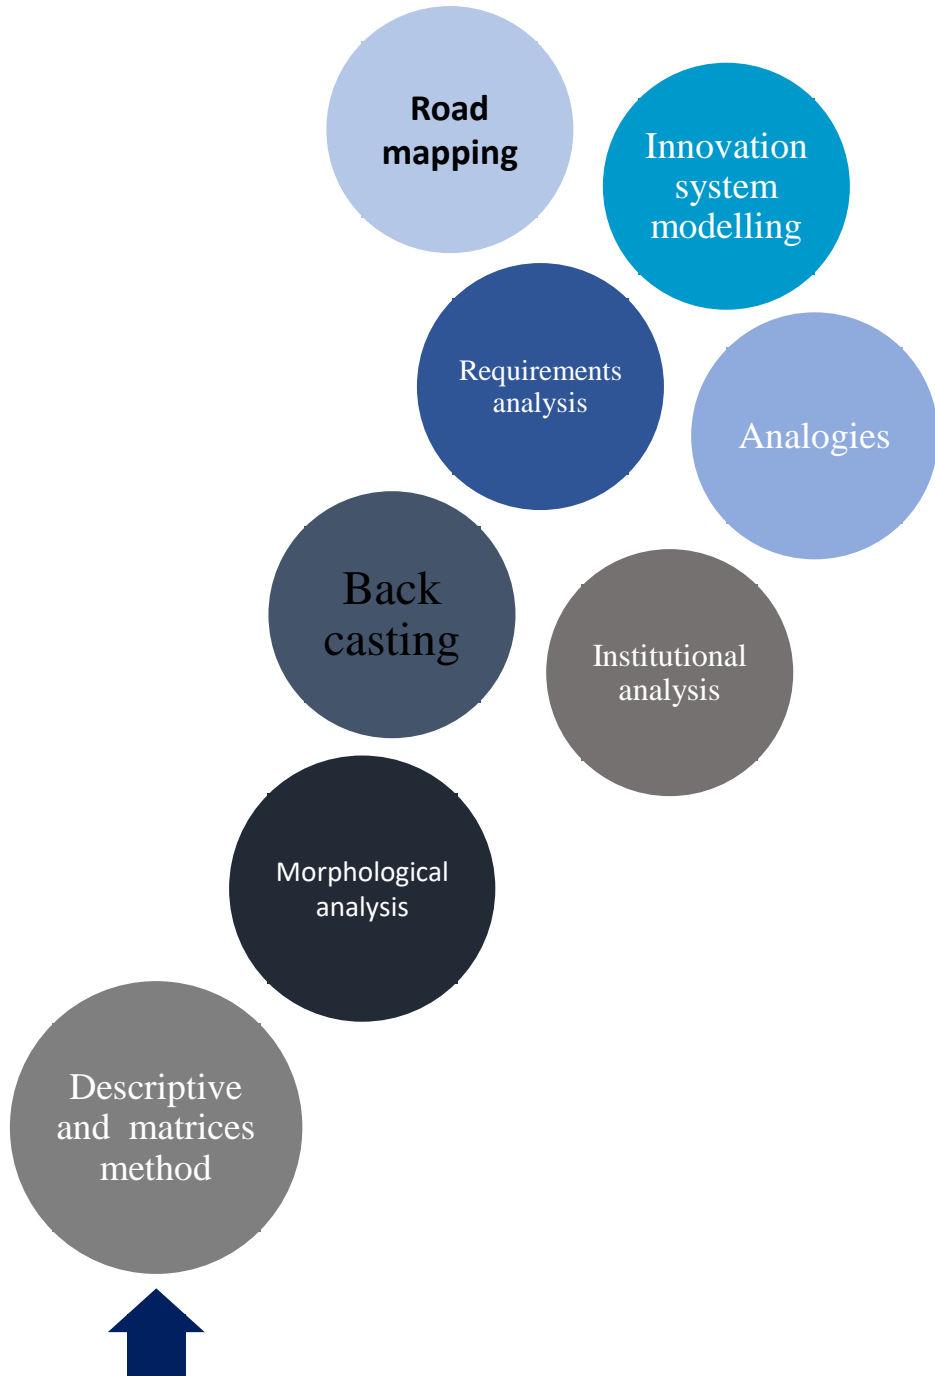 Road
mapping
Innovation
system
modelling
Requirements
analysis
Analogies
Back
casting
Institutional
analysis
Morphological
analysis
Descriptive
and  matrices
method